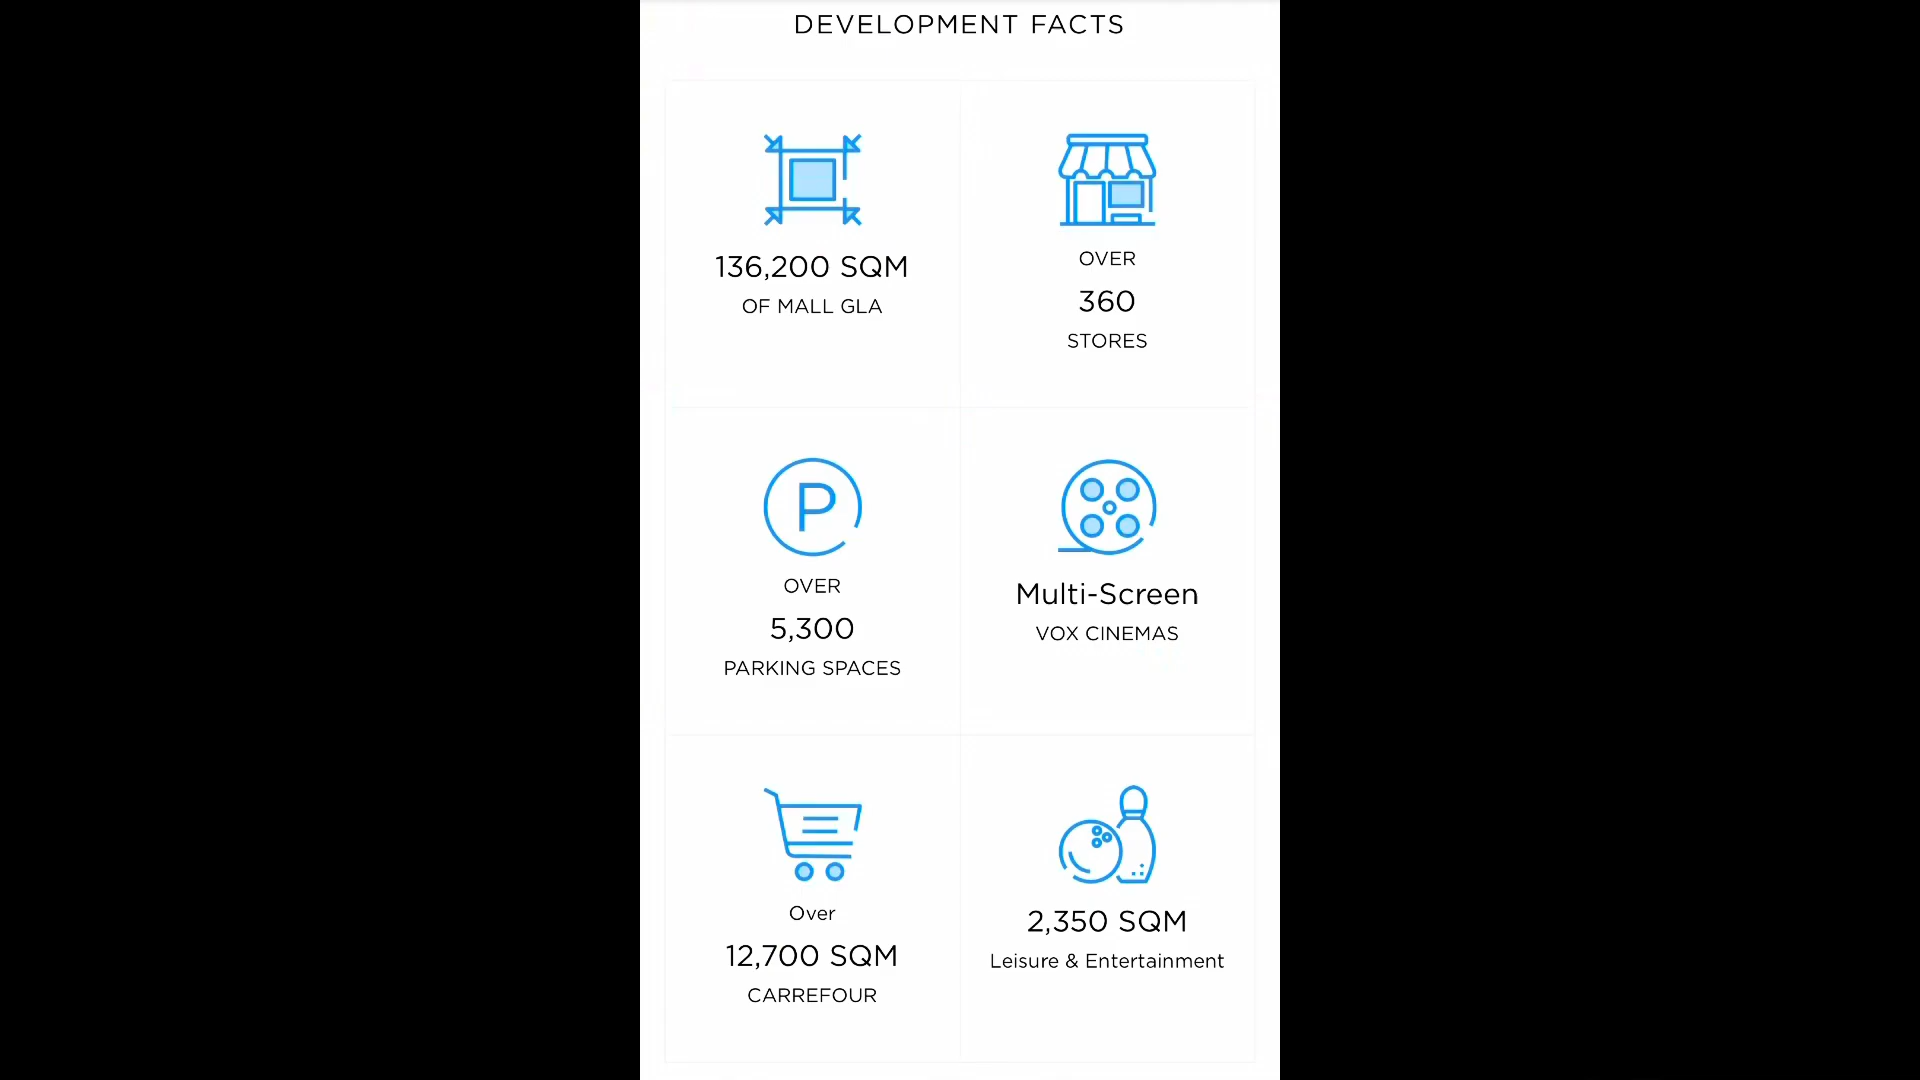 DEVELOPMENT FACTS
136,200 SQM
OF MALL GLA
OVER
360
STORES
P
OVER
5,300
PARKING SPACES
Multi-Screen
VOX CINEMAS
Over
12,700 SQM
CARREFOUR
2,350 SQM
Leisure & Entertainment